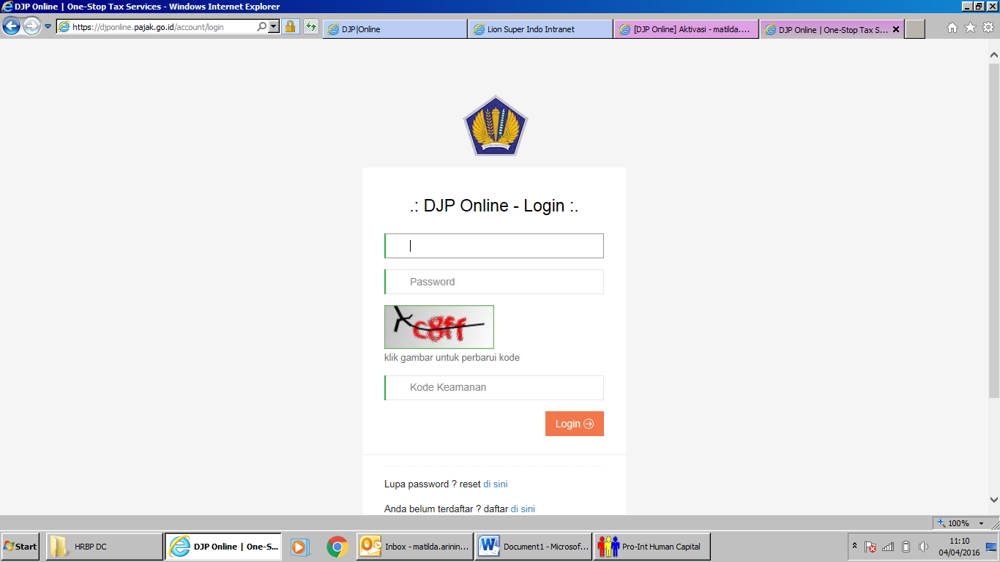 DJP Online | One-Stop Tax Services - Windows Internet Explorer
https://djponline.pajak.go.id/account/login
DJP|Online
Lion Super Indo Intranet
[DJP Online] Aktivasi - matilda....
DJP Online | One-Stop Tax S...
.: DJP Online - Login :.
Password
c8ff
klik gambar untuk perbarui kode
Kode Keamanan
Login
Lupa password ? reset di sini
Anda belum terdaftar ? daftar di sini
100%
Start
HRBP DC
DJP Online | One-S...
Inbox - matilda.arinin...
Document1 - Microsof...
Pro-Int Human Capital
11:10
04/04/2016